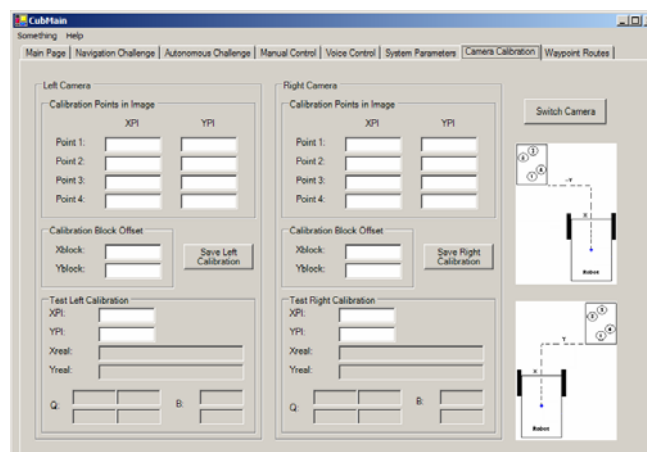 CubMain
Something Help
Main Page Navigation Challenge Autonomous Challenge Manual Control Voice Control System Parameters Camera Calibration Waypoint Routes
Left Camera
Calibration Points in Image
XPI YPI
Point 1:
Point 2:
Point 3:
Point 4:
Calibration Block Offset
Xblock:
Yblock:
Save Left
Calibration
Test Left Calibration
XPI:
YPI:
Xreal:
Yreal:
Q: B:
Right Camera
Calibration Points in Image
XPI YPI
Point 1:
Point 2:
Point 3:
Point 4:
Calibration Block Offset
Xblock:
Yblock:
Save Right
Calibration
Test Right Calibration
XPI:
YPI:
Xreal:
Yreal:
Q: B:
Switch Camera
-Y
X
Robot
Y
X
Robot